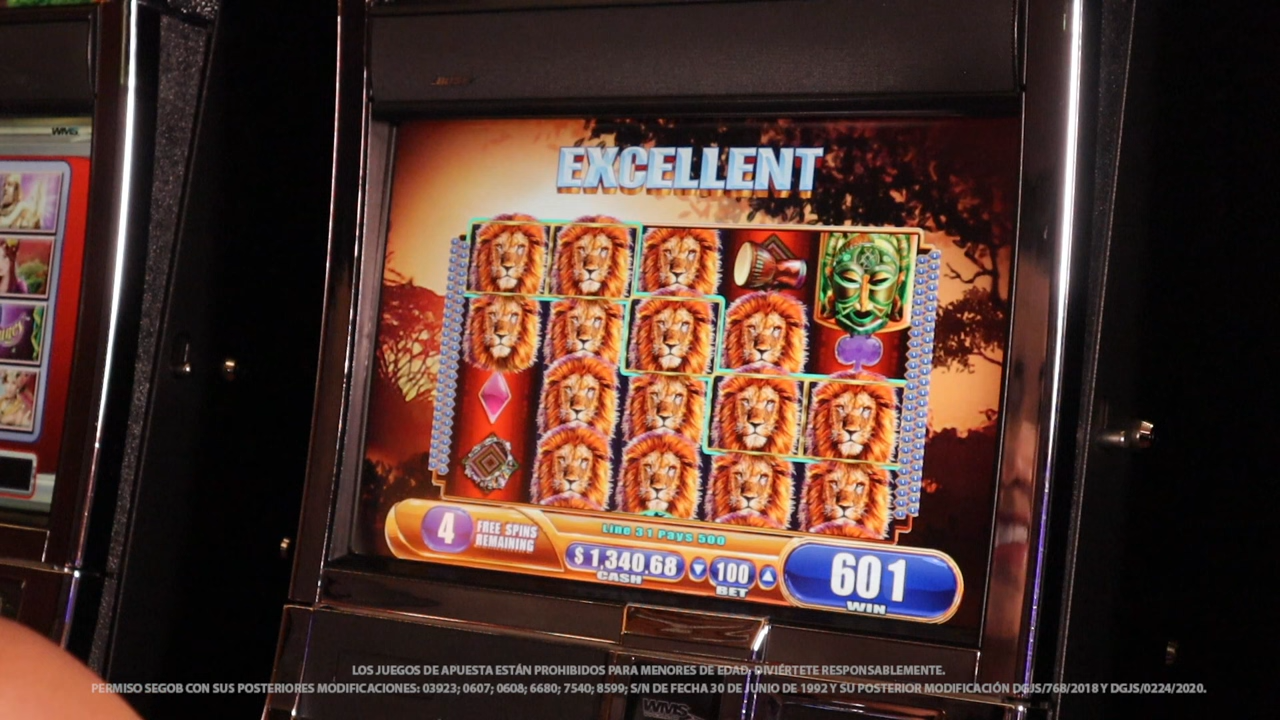 WMS
EXCELLENT
4
FREE SPINS
REMAINING
Line 31 Pays 500
$1,340.68
CASH
100
BET
601
WIN
LOS JUEGOS DE APUESTA ESTÁN PROHIBIDOS PARA MENORES DE EDAD, DIVIÉRTETE RESPONSABLEMENTE.
PERMISO SEGOB CON SUS POSTERIORES MODIFICACIONES: 03923; 0607; 0608; 6680; 7540; 8599; S/N DE FECHA 30 DE JUNIO DE 1992 Y SU POSTERIOR MODIFICACIÓN DGJS/768/2018 Y DGJS/0224/2020.
WMS